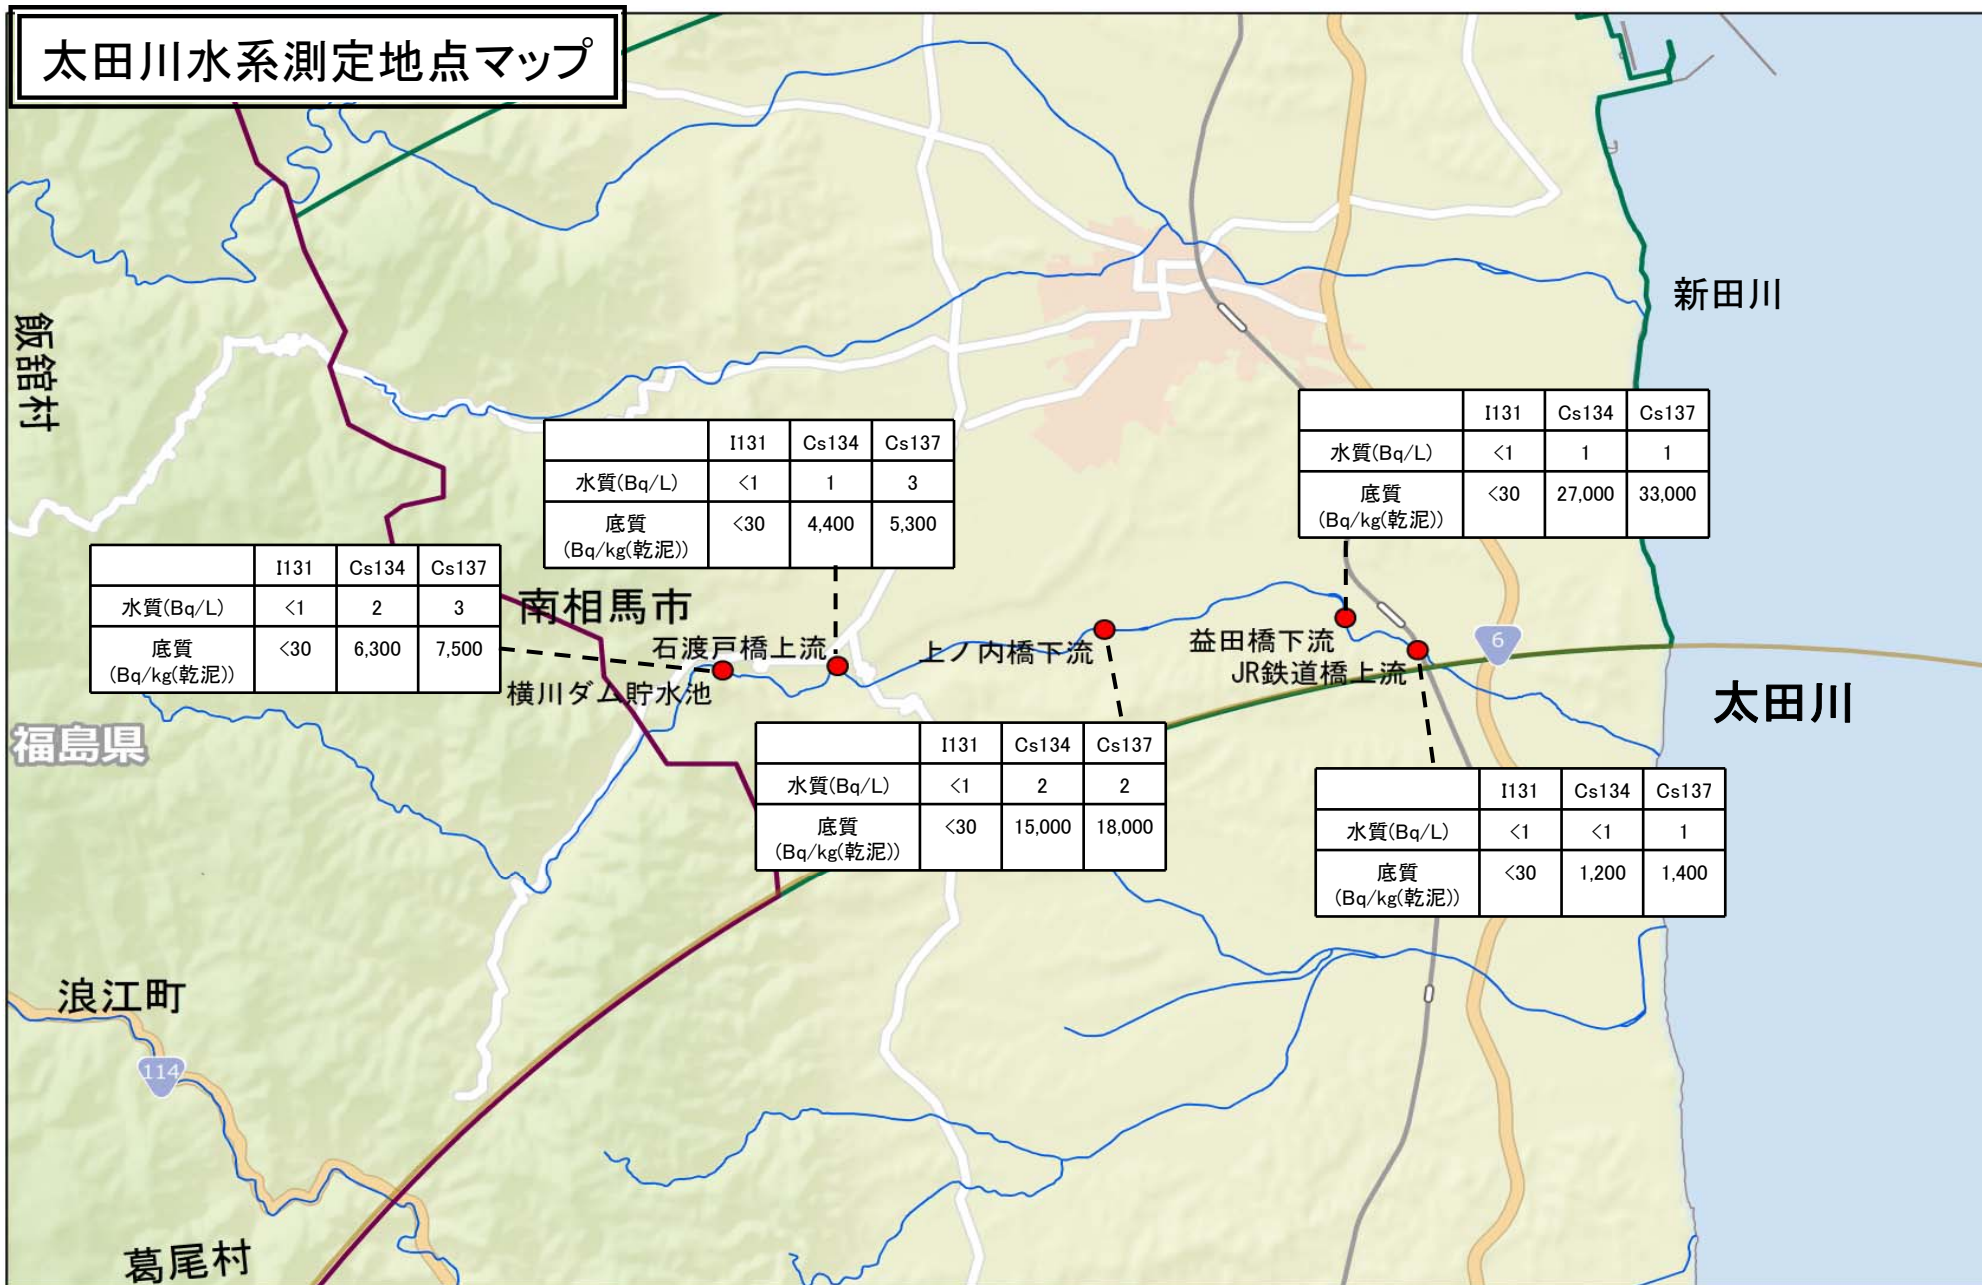 太田川水系測定地点マップ
新田川
飯舘村
I131 Cs134 Cs137
水質(Bq/L) <1 1 1
底質 <30 27,000 33,000
(Bq/kg(乾泥))
I131 Cs134 Cs137
水質(Bq/L) <1 1 3
底質 <30 4,400 5,300
(Bq/kg(乾泥))
I131 Cs134 Cs137
水質(Bq/L) <1 2 3
底質 <30 6,300 7,500
(Bq/kg(乾泥))
南相馬市
石渡戸橋上流
上ノ内橋下流
益田橋下流
6
JR鉄道橋上流
横川ダム貯水池
太田川
福島県
I131 Cs134 Cs137
水質(Bq/L) <1 2 2
底質 <30 15,000 18,000
(Bq/kg(乾泥))
I131 Cs134 Cs137
水質(Bq/L) <1 <1 1
底質 <30 1,200 1,400
(Bq/kg(乾泥))
浪江町
114
葛尾村